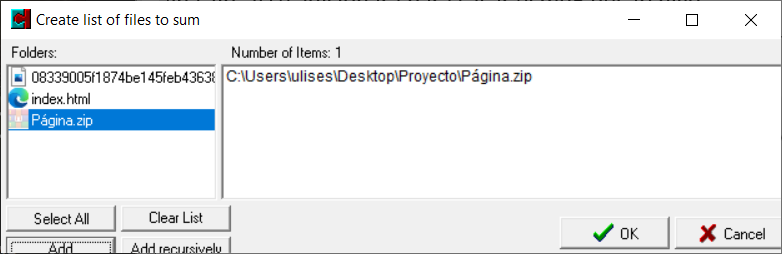 Create list of files to sum
Folders:
Number of Items: 1
08339005f1874be145feb43638
index.html
Página.zip
C:\Users\ulises\Desktop\Proyecto\Página.zip
Select All
Clear List
Add
Add recursively
OK
Cancel